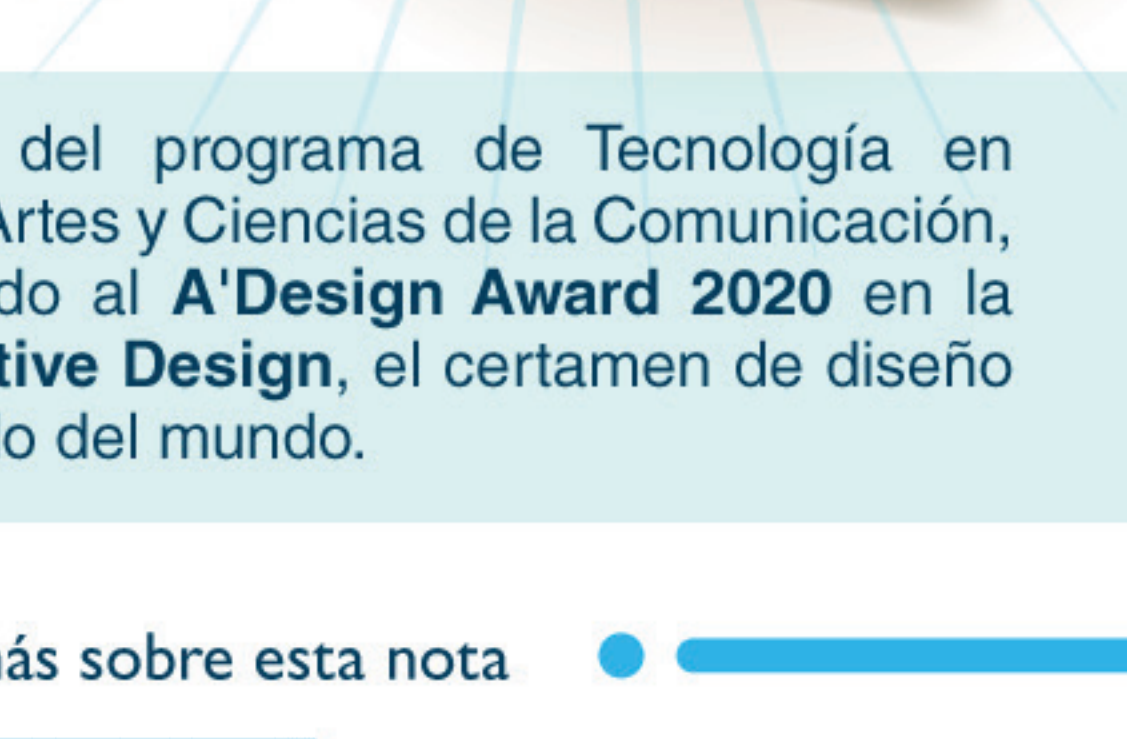 del programa de Tecnología en
Artes y Ciencias de la Comunicación,
do al A'Design Award 2020 en la
tive Design, el certamen de diseño
o del mundo.
ás sobre esta nota